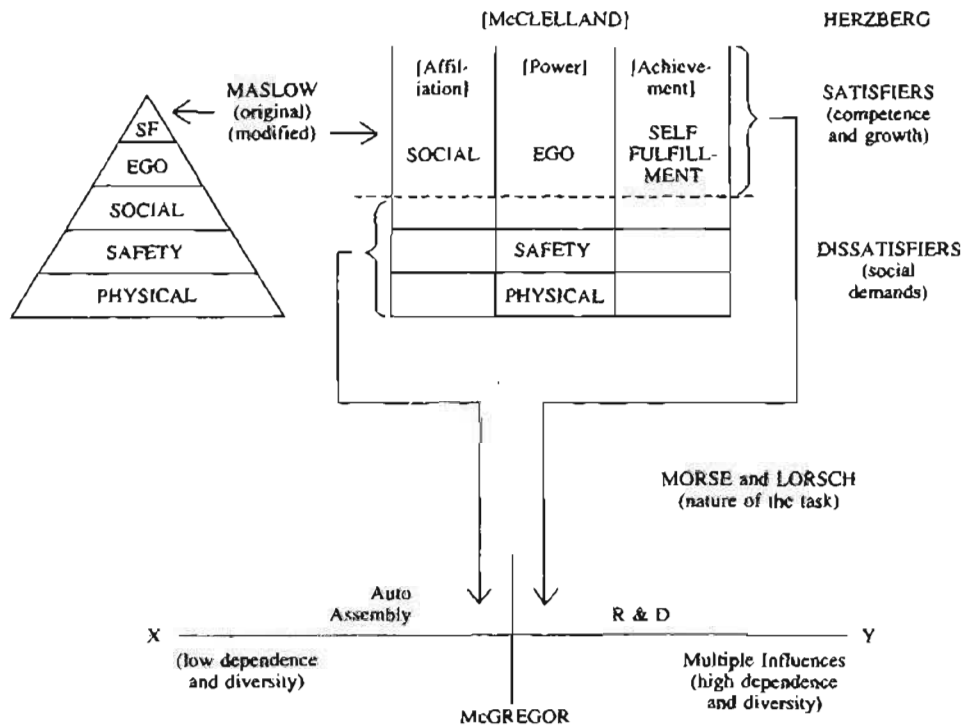 [McCLELLAND]
HERZBERG
[Affil-
iation]
[Power]
[Achieve-
ment]
MASLOW
(original)
(modified)
SATISFIERS
(competence
and growth)
SF
EGO
SOCIAL
SAFETY
PHYSICAL
SOCIAL
EGO
SELF
FULFILL-
MENT
SAFETY
PHYSICAL
DISSATISFIERS
(social
demands)
MORSE and LORSCH
(nature of the task)
Auto
Assembly
R & D
X
Y
(low dependence
and diversity)
Multiple Influences
(high dependence
and diversity)
McGREGOR